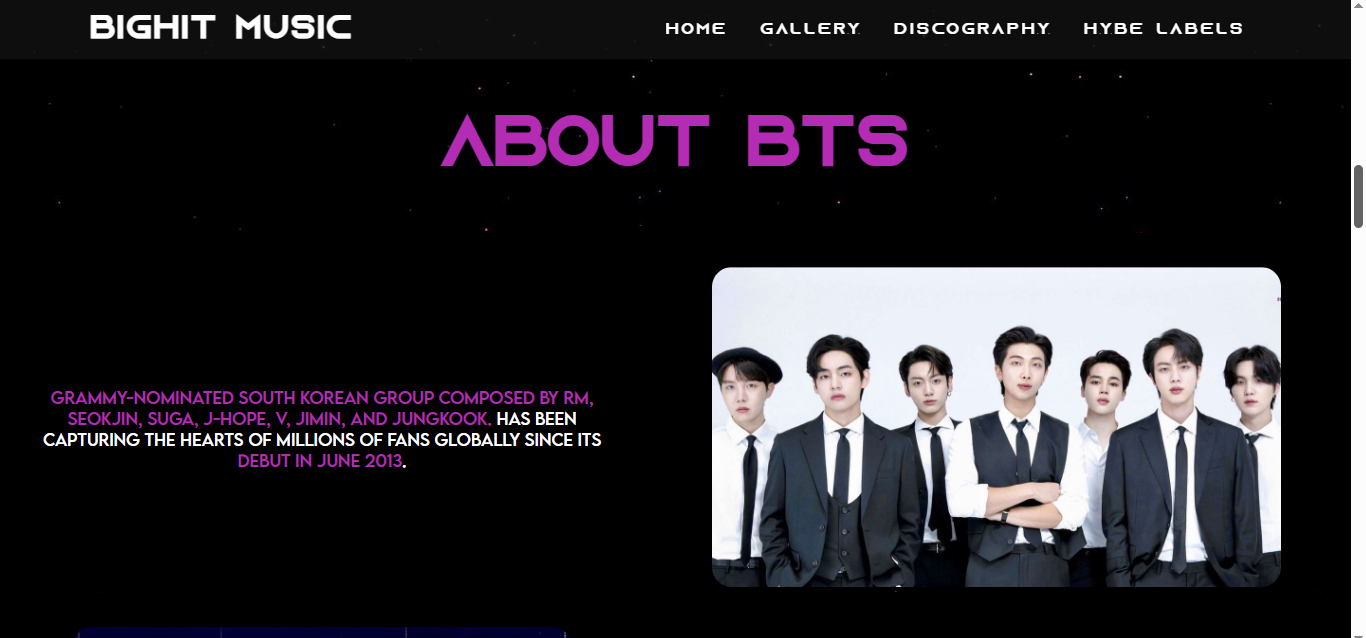 BIGHIT MUSIC
HOME GALLERY DISCOGRAPHY HYBE LABELS
ABOUT BTS
GRAMMY-NOMINATED SOUTH KOREAN GROUP COMPOSED BY RM,
SEOKJIN, SUGA, J-HOPE, V, JIMIN, AND JUNGKOOK. HAS BEEN
CAPTURING THE HEARTS OF MILLIONS OF FANS GLOBALLY SINCE ITS
DEBUT IN JUNE 2013.